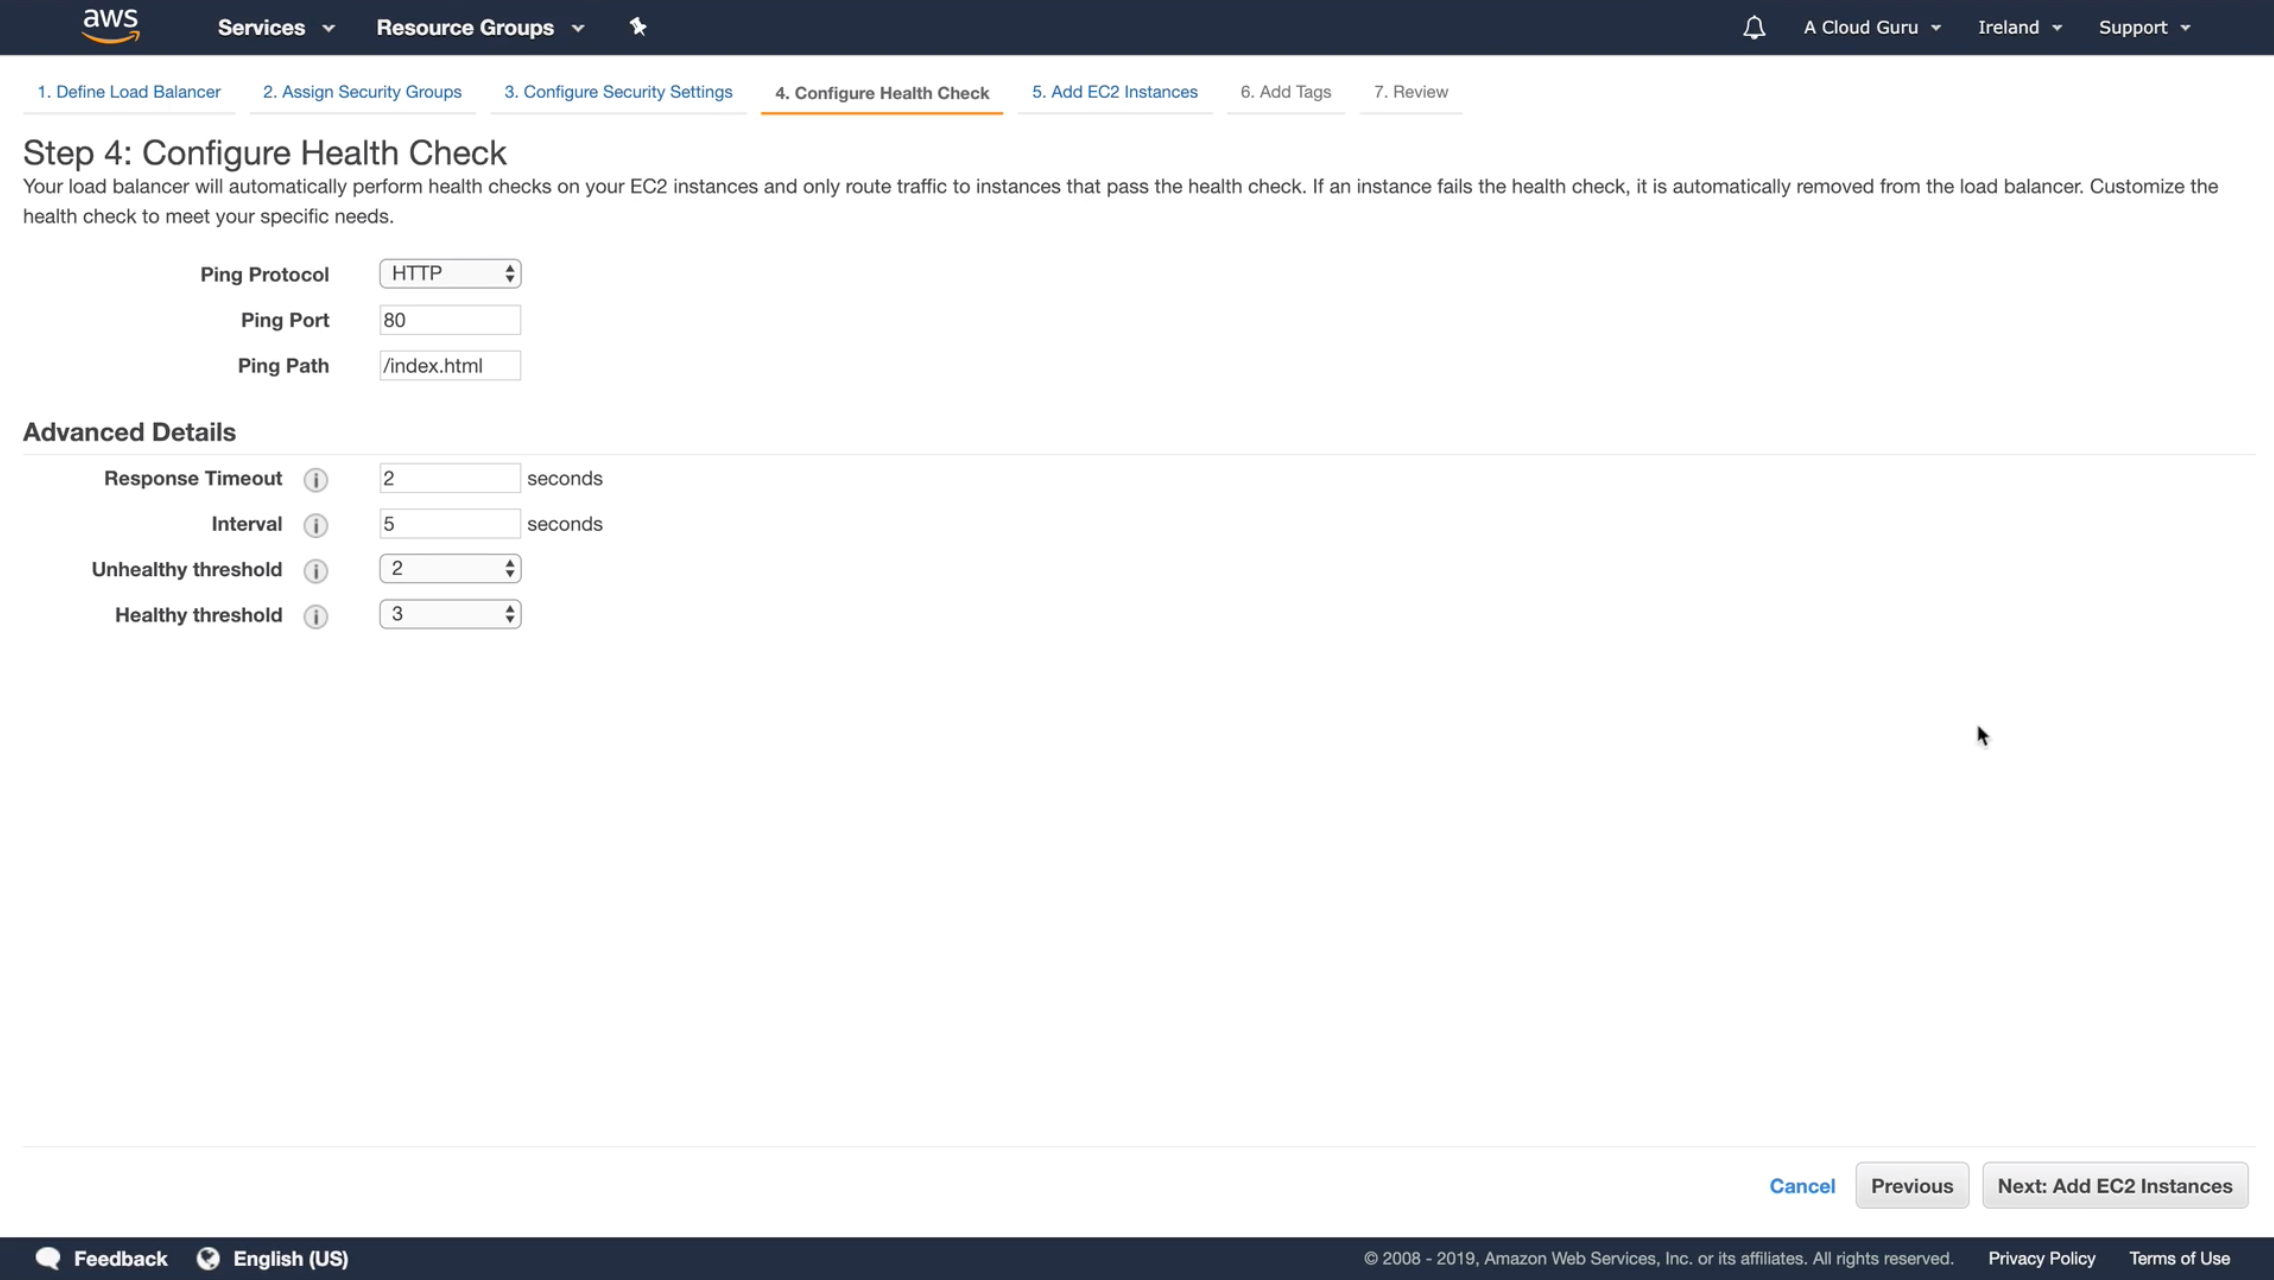 aws Services Resource Groups A Cloud Guru Ireland Support
1. Define Load Balancer 2. Assign Security Groups 3. Configure Security Settings 4. Configure Health Check 5. Add EC2 Instances 6. Add Tags 7. Review
Step 4: Configure Health Check
Your load balancer will automatically perform health checks on your EC2 instances and only route traffic to instances that pass the health check. If an instance fails the health check, it is automatically removed from the load balancer. Customize the
health check to meet your specific needs.
Ping Protocol HTTP
Ping Port 80
Ping Path /index.html
Advanced Details
Response Timeout i 2 seconds
Interval i 5 seconds
Unhealthy threshold i 2
Healthy threshold i 3
Cancel Previous Next: Add EC2 Instances
Feedback English (US) © 2008 - 2019, Amazon Web Services, Inc. or its affiliates. All rights reserved. Privacy Policy Terms of Use